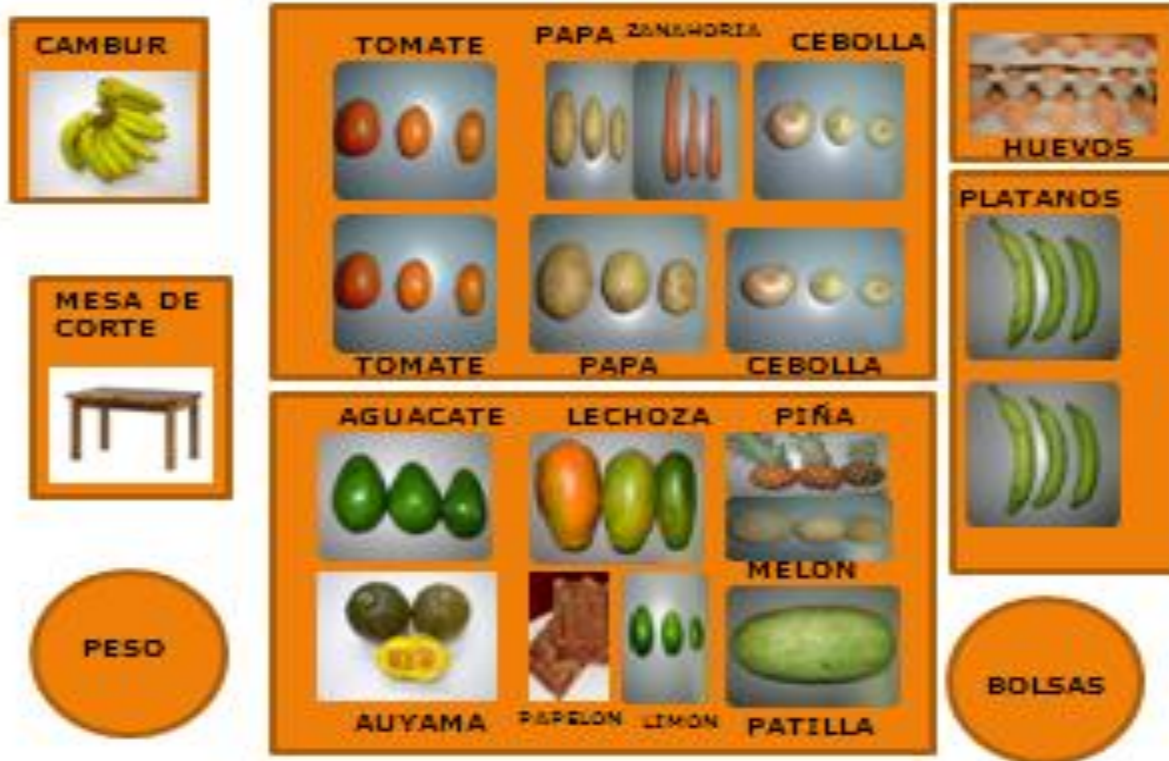 CAMBUR
TOMATE
PAPA
ZANAHORIA
CEBOLLA
TOMATE
PAPA
CEBOLLA
HUEVOS
PLATANOS
MESA DE
CORTE
AGUACATE
LECHOZA
PIÑA
MELON
AUYAMA
PAPELON
LIMON
PATILLA
PESO
BOLSAS